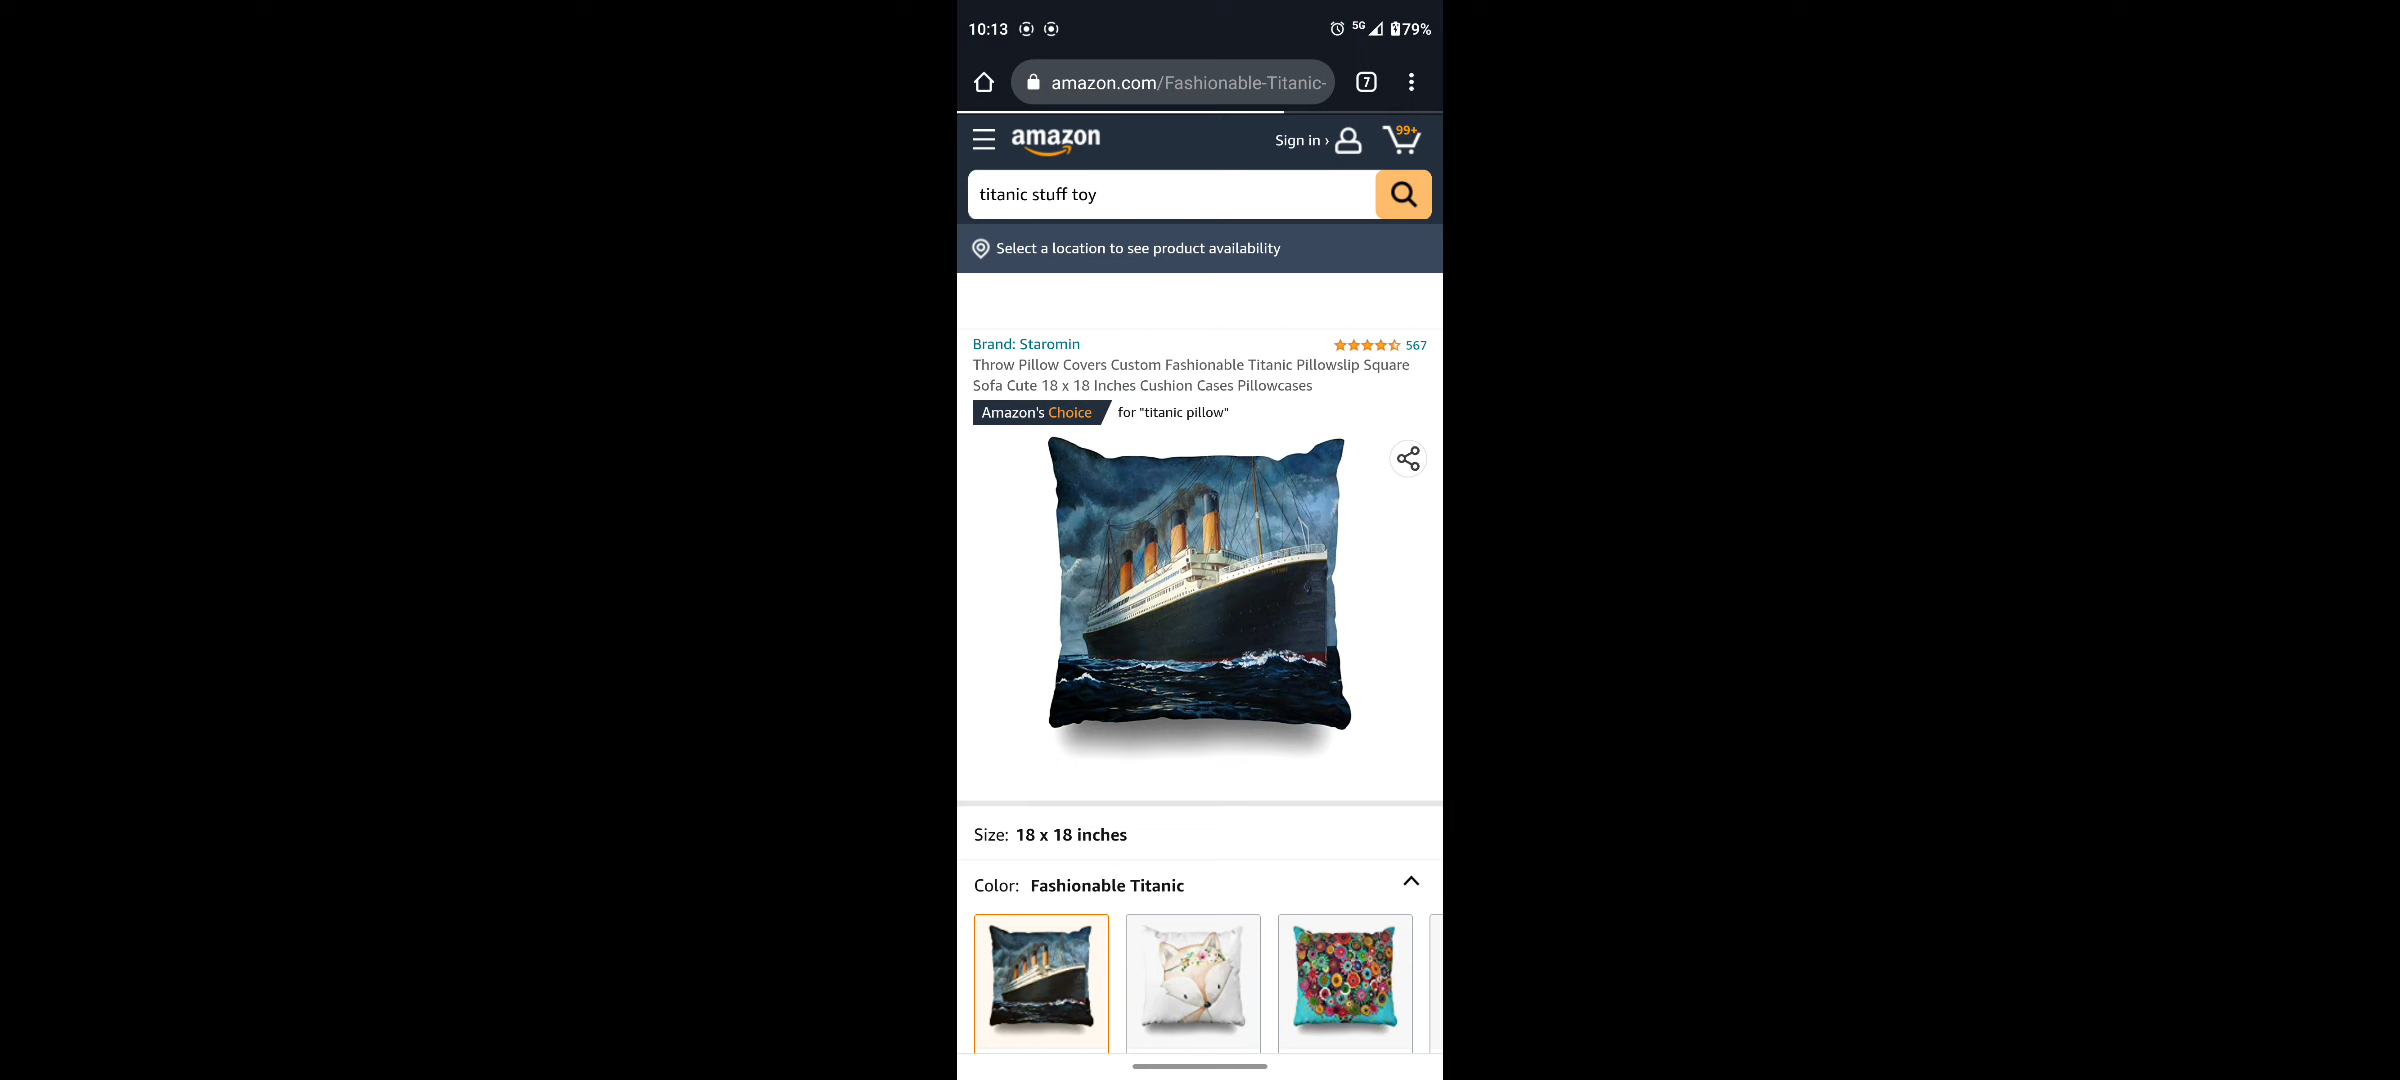 10:13
5G
79%
amazon.com/Fashionable-Titanic-
7
amazon
Sign in ›
99+
titanic stuff toy
Select a location to see product availability
Brand: Staromin
567
Throw Pillow Covers Custom Fashionable Titanic Pillowslip Square
Sofa Cute 18 x 18 Inches Cushion Cases Pillowcases
Amazon's Choice for "titanic pillow"
Size: 18 x 18 inches
Color: Fashionable Titanic